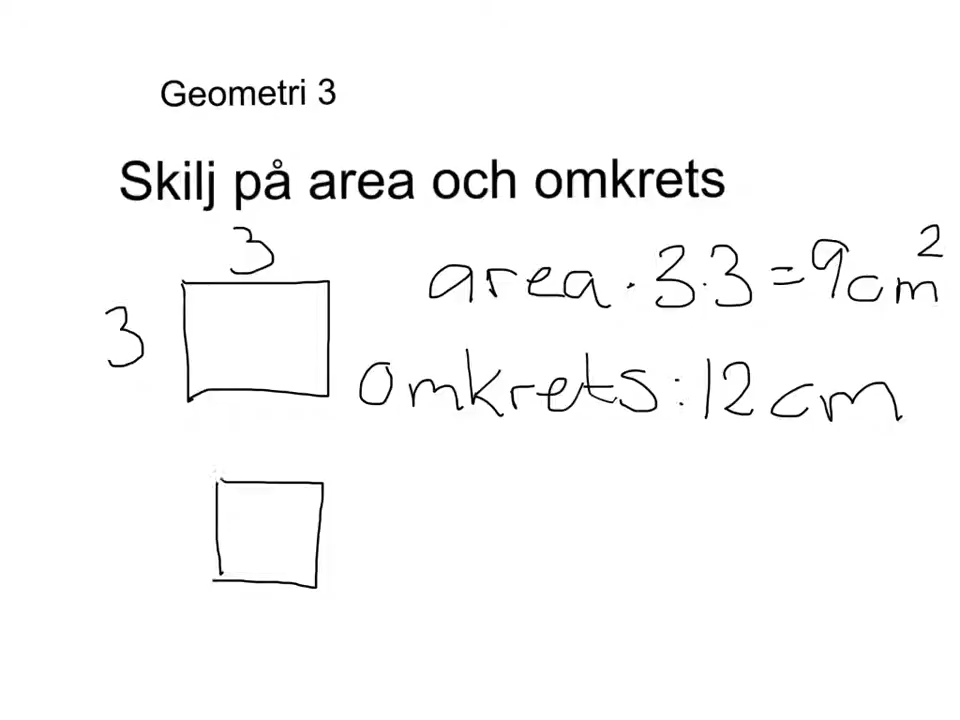 Geometri 3
Skilj på area och omkrets
3
area · 3·3=9cm²
3
omkrets: 12cm